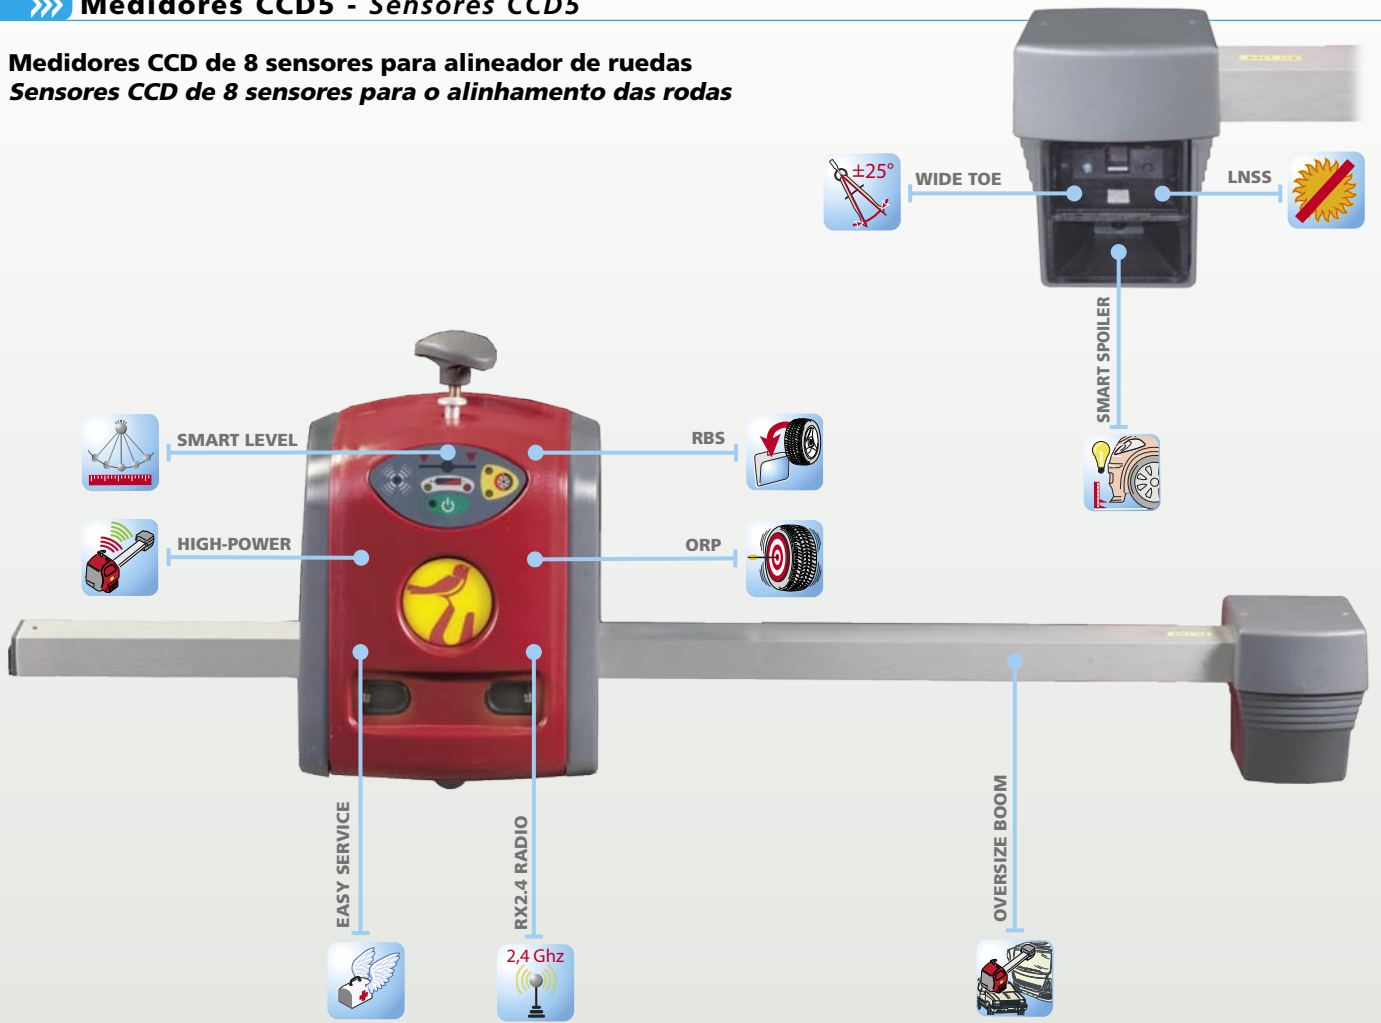 Medidores CCD5 - Sensores CCD5
Medidores CCD de 8 sensores para alineador de ruedas
Sensores CCD de 8 sensores para o alinhamento das rodas
±25°
WIDE TOE
LNSS
SMART SPOILER
SMART LEVEL
RBS
HIGH-POWER
ORP
EASY SERVICE
RX2.4 RADIO
OVERSIZE BOOM
2,4 Ghz